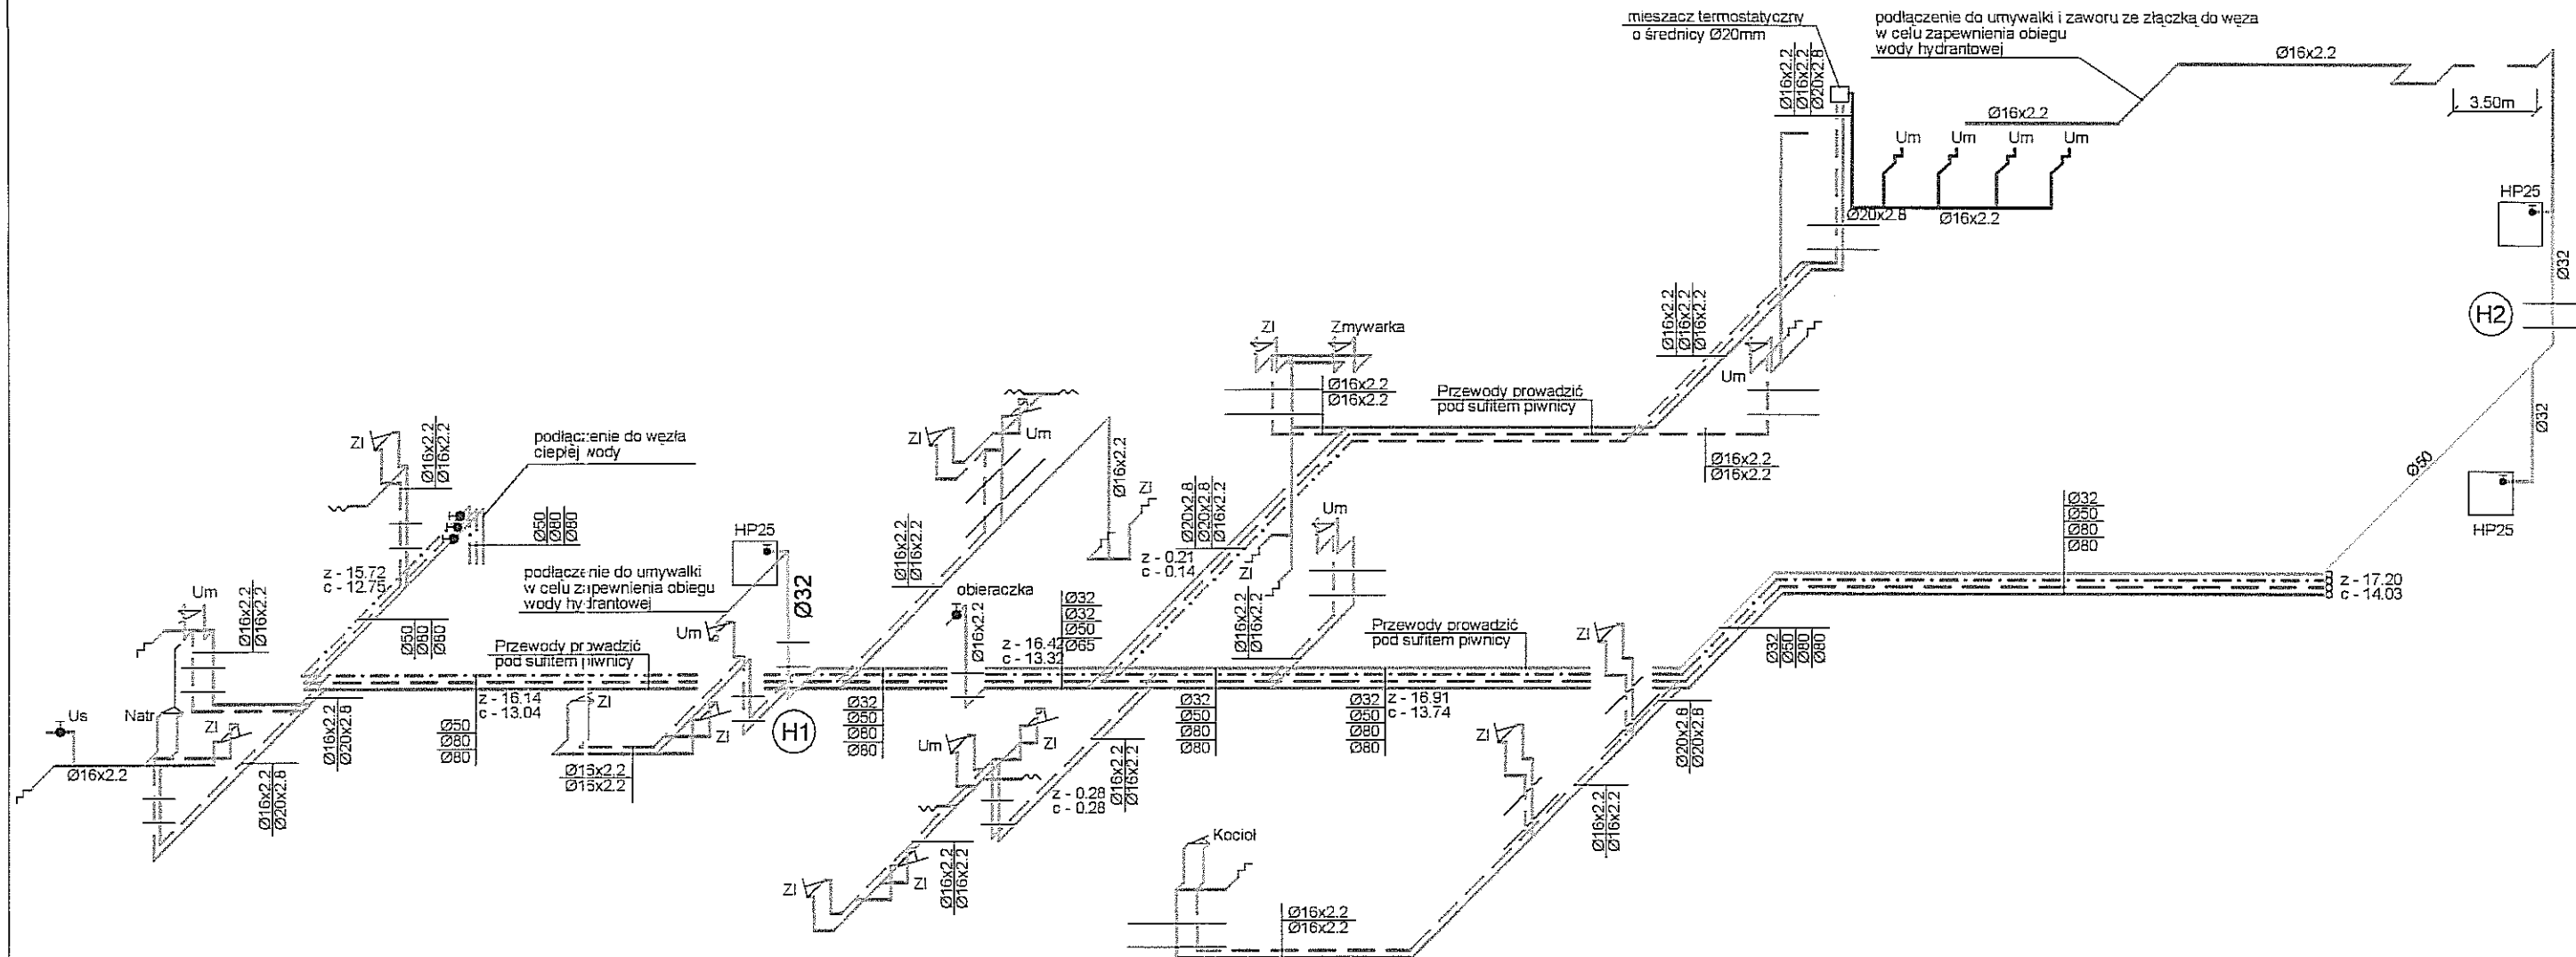 mieszacz termostatyczny
o średnicy Ø20mm
podłączenie do umywalki i zaworu ze złączką do węża
w celu zapewnienia obiegu
wody hydrantowej
Ø16x2.2
Ø16x2.2
Ø16x2.2
Ø20x2.8
3.50m
Ø16x2.2
Um
Um
Um
Um
Ø20x2.8
Ø16x2.2
HP25
Ø32
H2
Ø32
HP25
Ø50
Zl
Zmywarka
Ø16x2.2
Ø16x2.2
Przewody prowadzić
pod sufitem piwnicy
Ø16x2.2
Ø16x2.2
Ø16x2.2
Um
Ø16x2.2
Ø16x2.2
Zl
Ø16x2.2
Ø16x2.2
podłączenie do węzła
ciepłej wody
Ø50
Ø80
Ø80
z - 15.72
c - 12.75
Ø50
Ø80
Ø80
Zl
Um
Ø16x2.2
Ø16x2.2
Ø16x2.2
Zl
Ø20x2.8
Ø20x2.8
Ø16x2.2
z - 0.21
c - 0.14
Zl
Um
Ø16x2.2
Ø16x2.2
HP25
podłączenie do umywalki
w celu zapewnienia obiegu
wody hydrantowej
Um
Ø32
obieraczka
Ø16x2.2
Ø32
Ø32
Ø50
Ø65
z - 16.42
c - 13.32
Przewody prowadzić
pod sufitem piwnicy
Ø32
Ø50
Ø80
Ø80
z - 17.20
c - 14.03
Ø32
Ø50
Ø80
Ø80
Um
Ø16x2.2
Ø16x2.2
Przewody prowadzić
pod sufitem piwnicy
z - 16.14
c - 13.04
Ø50
Ø80
Ø80
Us
Natr
Zl
Ø16x2.2
Ø16x2.2
Ø20x2.8
Ø16x2.2
Ø20x2.8
Zl
Zl
Ø16x2.2
Ø16x2.2
H1
Ø32
Ø50
Ø80
Ø80
Um
Zl
Ø16x2.2
Ø16x2.2
z - 0.28
c - 0.28
Ø32
Ø50
Ø80
Ø80
Ø32
Ø50
Ø80
Ø80
z - 16.91
c - 13.74
Zl
Zl
Ø20x2.8
Ø20x2.8
Ø16x2.2
Ø16x2.2
Zl
Zl
Ø16x2.2
Ø16x2.2
Kocioł
Ø16x2.2
Ø16x2.2